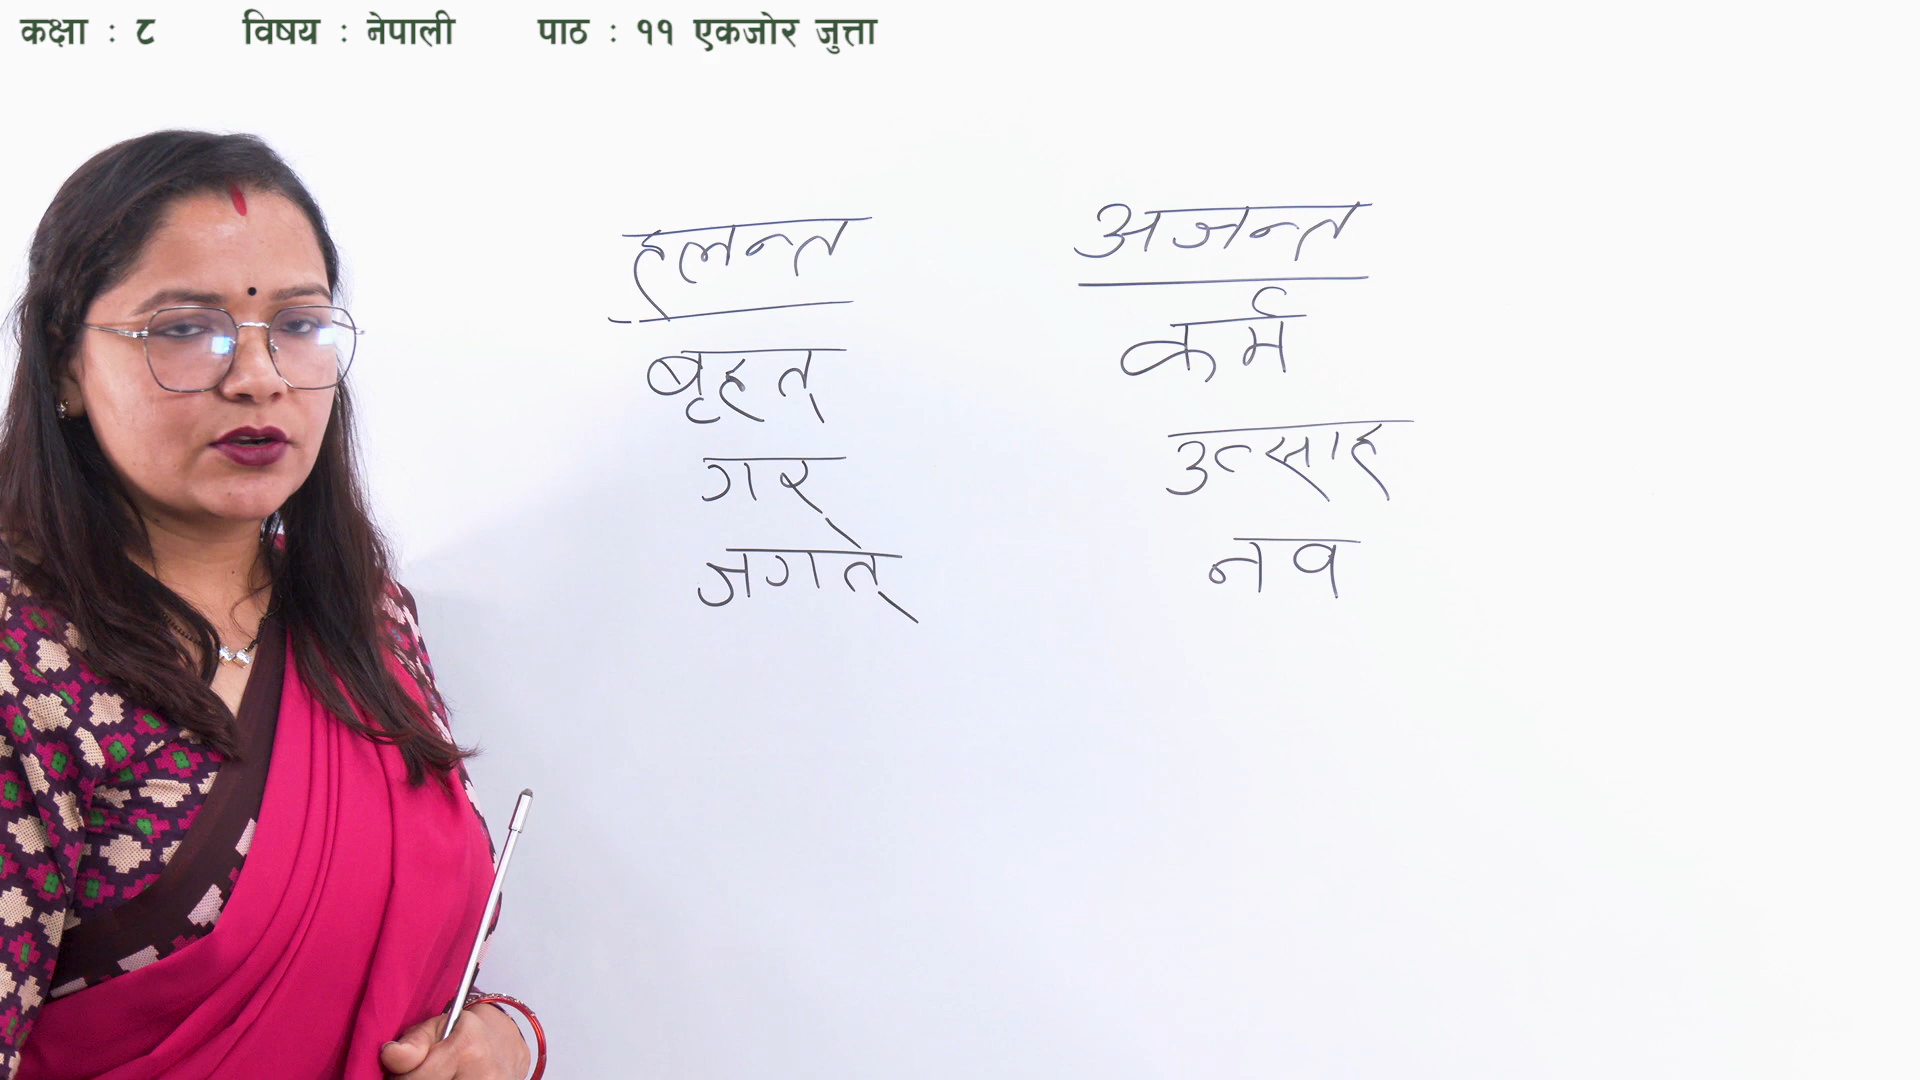 कक्षा : ८ विषय : नेपाली पाठ : ११ एकजोर जुत्ता
हलन्त अजन्त
बृहत् कर्म
गर् उत्साह
जगत् नव